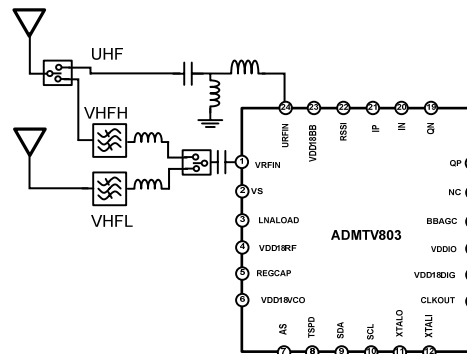 UHF
VHFH
VHFL
24 23 22 21 20 19
URFIN VDD18BB RSSI IP IN QN
1 VRFIN
2 VS
3 LNALOAD
4 VDD18RF
5 REGCAP
6 VDD18VCO
ADMTV803
QP
NC
BBAGC
VDDIO
VDD18DIG
CLKOUT
AS TSPD SDA SCL XTALO XTALI
7 8 9 10 11 12